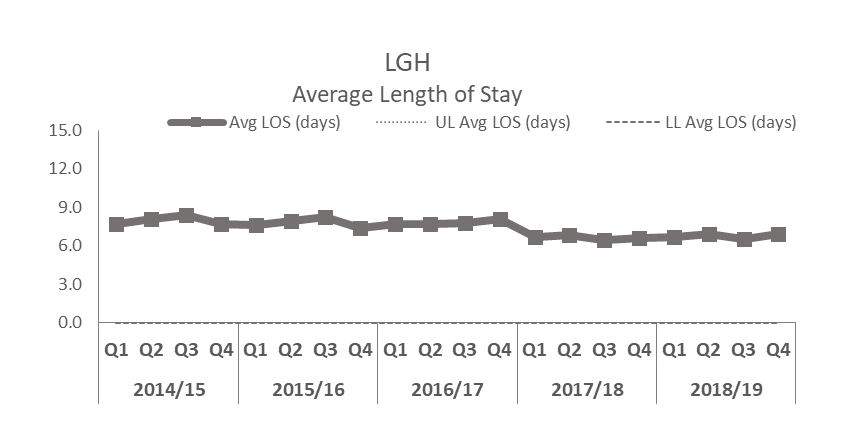 LGH
Average Length of Stay
Avg LOS (days) UL Avg LOS (days) LL Avg LOS (days)
15.0
12.0
9.0
6.0
3.0
0.0
Q1 Q2 Q3 Q4 Q1 Q2 Q3 Q4 Q1 Q2 Q3 Q4 Q1 Q2 Q3 Q4 Q1 Q2 Q3 Q4
2014/15 2015/16 2016/17 2017/18 2018/19